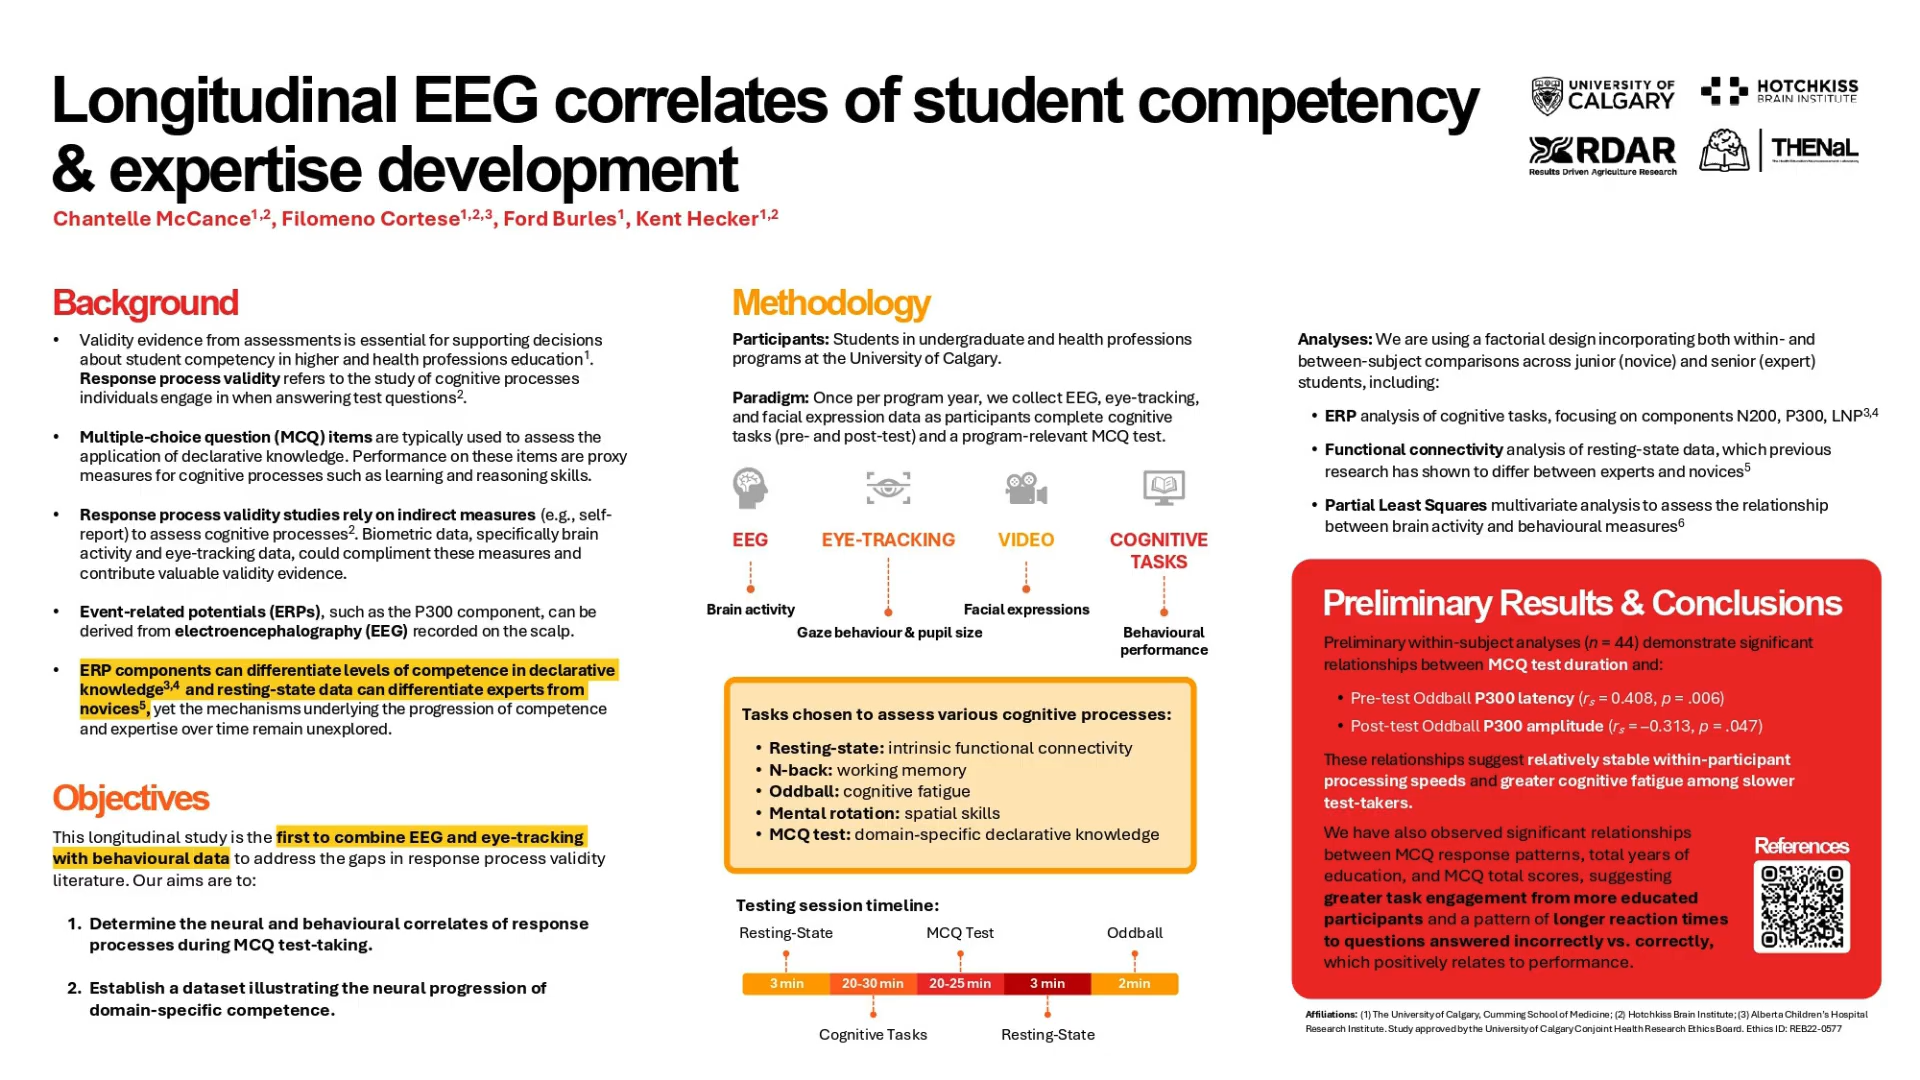 Longitudinal EEG correlates of student competency
& expertise development
Chantelle McCance1,2, Filomeno Cortese1,2,3, Ford Burles1, Kent Hecker1,2
UNIVERSITY OF
CALGARY
HOTCHKISS
BRAIN INSTITUTE
RDAR
Results Driven Agriculture Research
THENaL
Background
• Validity evidence from assessments is essential for supporting decisions
about student competency in higher and health professions education1.
Response process validity refers to the study of cognitive processes
individuals engage in when answering test questions2.
• Multiple-choice question (MCQ) items are typically used to assess the
application of declarative knowledge. Performance on these items are proxy
measures for cognitive processes such as learning and reasoning skills.
• Response process validity studies rely on indirect measures (e.g., self-
report) to assess cognitive processes2. Biometric data, specifically brain
activity and eye-tracking data, could compliment these measures and
contribute valuable validity evidence.
• Event-related potentials (ERPs), such as the P300 component, can be
derived from electroencephalography (EEG) recorded on the scalp.
• ERP components can differentiate levels of competence in declarative
knowledge3,4 and resting-state data can differentiate experts from
novices5, yet the mechanisms underlying the progression of competence
and expertise over time remain unexplored.
Objectives
This longitudinal study is the first to combine EEG and eye-tracking
with behavioural data to address the gaps in response process validity
literature. Our aims are to:
1. Determine the neural and behavioural correlates of response
processes during MCQ test-taking.
2. Establish a dataset illustrating the neural progression of
domain-specific competence.
Methodology
Participants: Students in undergraduate and health professions
programs at the University of Calgary.
Paradigm: Once per program year, we collect EEG, eye-tracking,
and facial expression data as participants complete cognitive
tasks (pre- and post-test) and a program-relevant MCQ test.
EEG
EYE-TRACKING
VIDEO
COGNITIVE
TASKS
Brain activity
Gaze behaviour & pupil size
Facial expressions
Behavioural
performance
Tasks chosen to assess various cognitive processes:
• Resting-state: intrinsic functional connectivity
• N-back: working memory
• Oddball: cognitive fatigue
• Mental rotation: spatial skills
• MCQ test: domain-specific declarative knowledge
Testing session timeline:
Resting-State MCQ Test Oddball
3 min 20-30 min 20-25 min 3 min 2min
Cognitive Tasks Resting-State
Analyses: We are using a factorial design incorporating both within- and
between-subject comparisons across junior (novice) and senior (expert)
students, including:
• ERP analysis of cognitive tasks, focusing on components N200, P300, LNP3,4
• Functional connectivity analysis of resting-state data, which previous
research has shown to differ between experts and novices5
• Partial Least Squares multivariate analysis to assess the relationship
between brain activity and behavioural measures6
Preliminary Results & Conclusions
Preliminary within-subject analyses (n = 44) demonstrate significant
relationships between MCQ test duration and:
• Pre-test Oddball P300 latency (rs = 0.408, p = .006)
• Post-test Oddball P300 amplitude (rs = –0.313, p = .047)
These relationships suggest relatively stable within-participant
processing speeds and greater cognitive fatigue among slower
test-takers.
We have also observed significant relationships
between MCQ response patterns, total years of
education, and MCQ total scores, suggesting
greater task engagement from more educated
participants and a pattern of longer reaction times
to questions answered incorrectly vs. correctly,
which positively relates to performance.
References
Affiliations: (1) The University of Calgary, Cumming School of Medicine; (2) Hotchkiss Brain Institute; (3) Alberta Children's Hospital
Research Institute. Study approved by the University of Calgary Conjoint Health Research Ethics Board. Ethics ID: REB22-0577